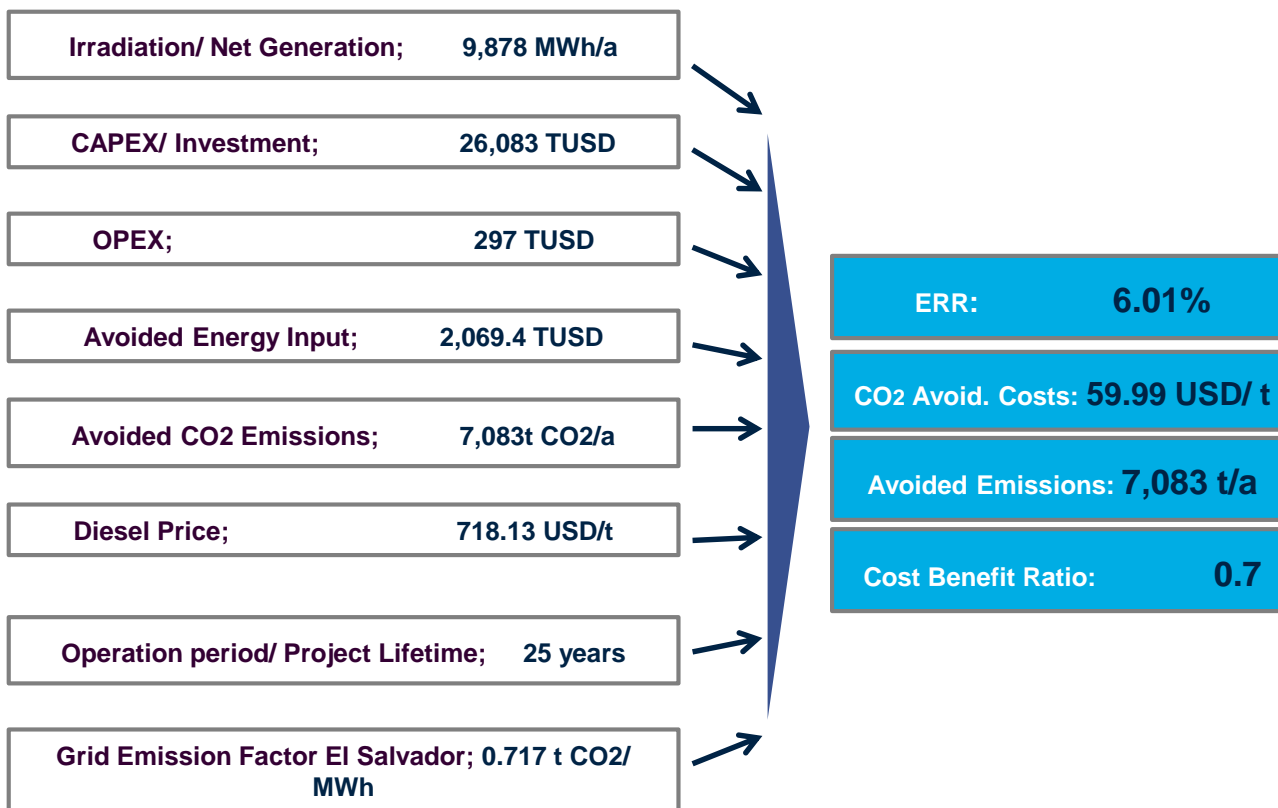 Irradiation/ Net Generation; 9,878 MWh/a
CAPEX/ Investment; 26,083 TUSD
OPEX; 297 TUSD
Avoided Energy Input; 2,069.4 TUSD
Avoided CO2 Emissions; 7,083t CO2/a
Diesel Price; 718.13 USD/t
Operation period/ Project Lifetime; 25 years
Grid Emission Factor El Salvador; 0.717 t CO2/
MWh
ERR: 6.01%
CO2 Avoid. Costs: 59.99 USD/ t
Avoided Emissions: 7,083 t/a
Cost Benefit Ratio: 0.7